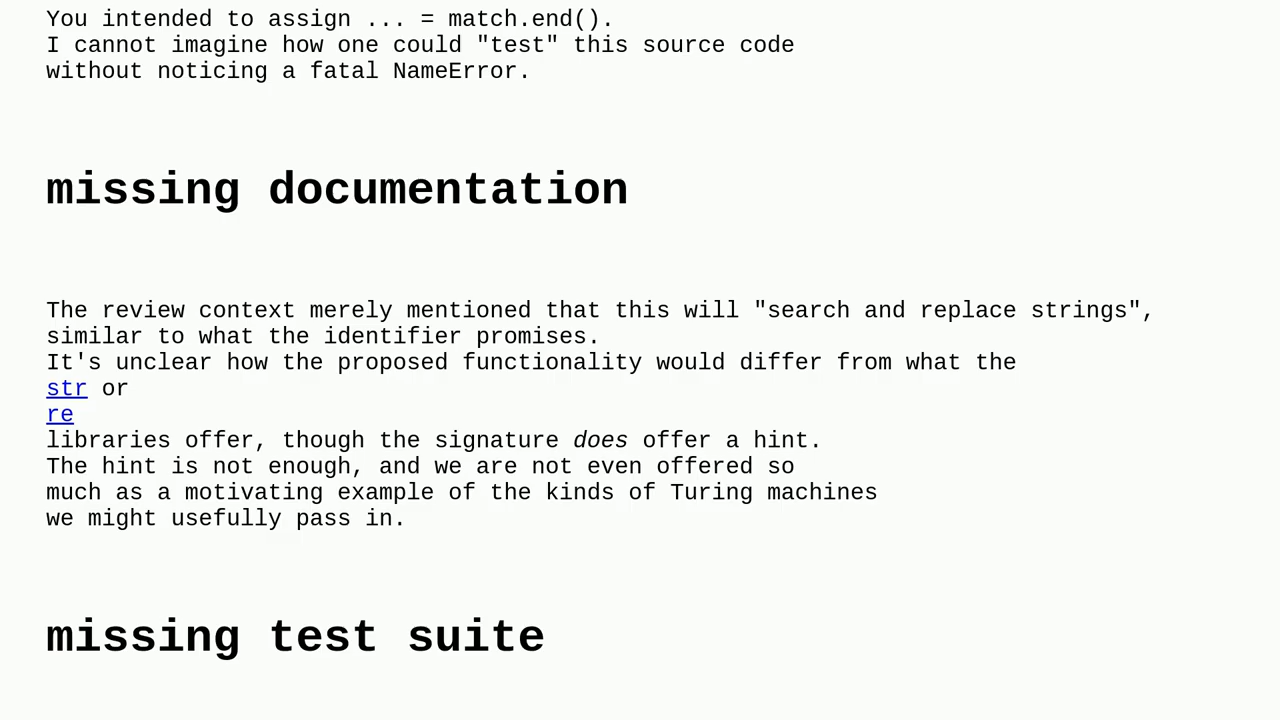 You intended to assign ... = match.end().
I cannot imagine how one could "test" this source code
without noticing a fatal NameError.
missing documentation
The review context merely mentioned that this will "search and replace strings",
similar to what the identifier promises.
It's unclear how the proposed functionality would differ from what the
str or
re
libraries offer, though the signature does offer a hint.
The hint is not enough, and we are not even offered so
much as a motivating example of the kinds of Turing machines
we might usefully pass in.
missing test suite